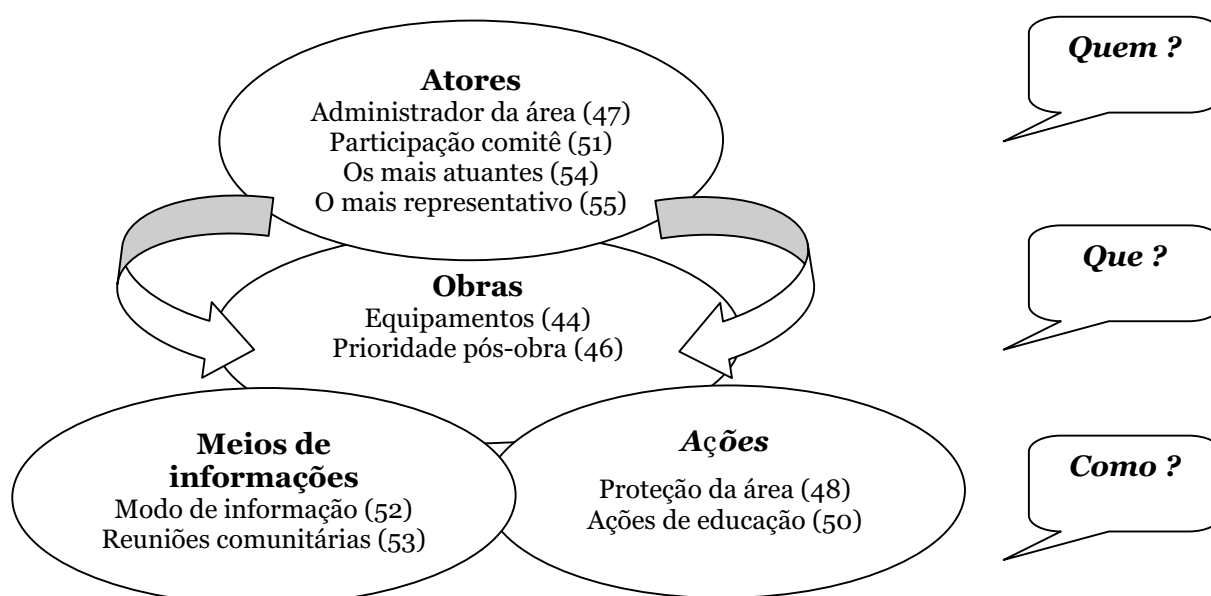 Atores
Administrador da área (47)
Participação comitê (51)
Os mais atuantes (54)
O mais representativo (55)
Quem ?
Obras
Equipamentos (44)
Prioridade pós-obra (46)
Que ?
Meios de
informações
Modo de informação (52)
Reuniões comunitárias (53)
Ações
Proteção da área (48)
Ações de educação (50)
Como ?